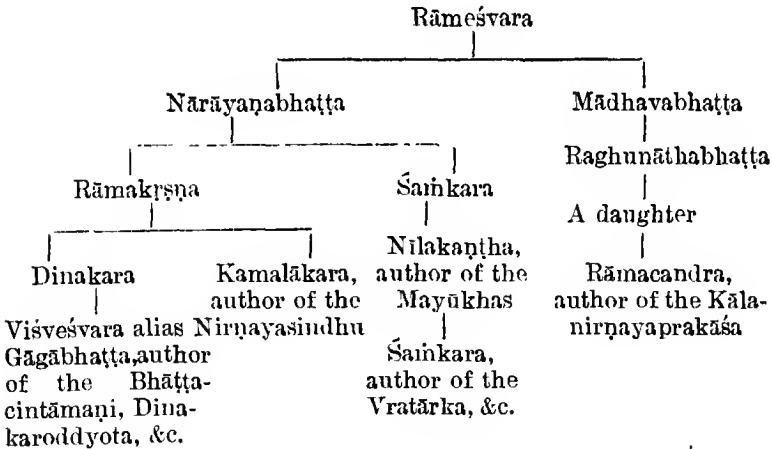 Rāmeśvara
Nārāyaṇabhaṭṭa
Mādhavabhaṭṭa
Raghunāthabhaṭṭa
Rāmakṛṣṇa
Śaṁkara
A daughter
Dinakara
Kamalākara,
author of the
Nirṇayasindhu
Nīlakaṇṭha,
author of the
Mayūkhas
Rāmacandra,
author of the Kāla-
nirṇayaprakāśa
Viśveśvara alias
Gāgābhaṭṭa,author
of the Bhāṭṭa-
cintāmaṇi, Dina-
karoddyota, &c.
Śaṁkara,
author of the
Vratārka, &c.